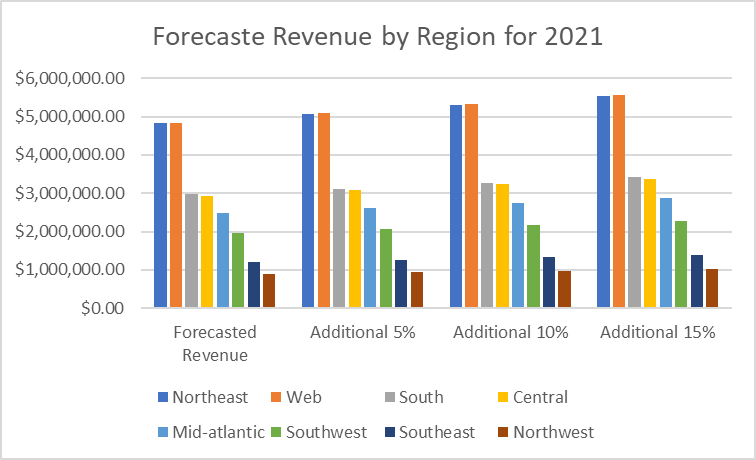 Forecaste Revenue by Region for 2021
$6,000,000.00
$5,000,000.00
$4,000,000.00
$3,000,000.00
$2,000,000.00
$1,000,000.00
$0.00
Forecasted Additional 5% Additional 10% Additional 15%
Revenue
Northeast Web South Central
Mid-atlantic Southwest Southeast Northwest